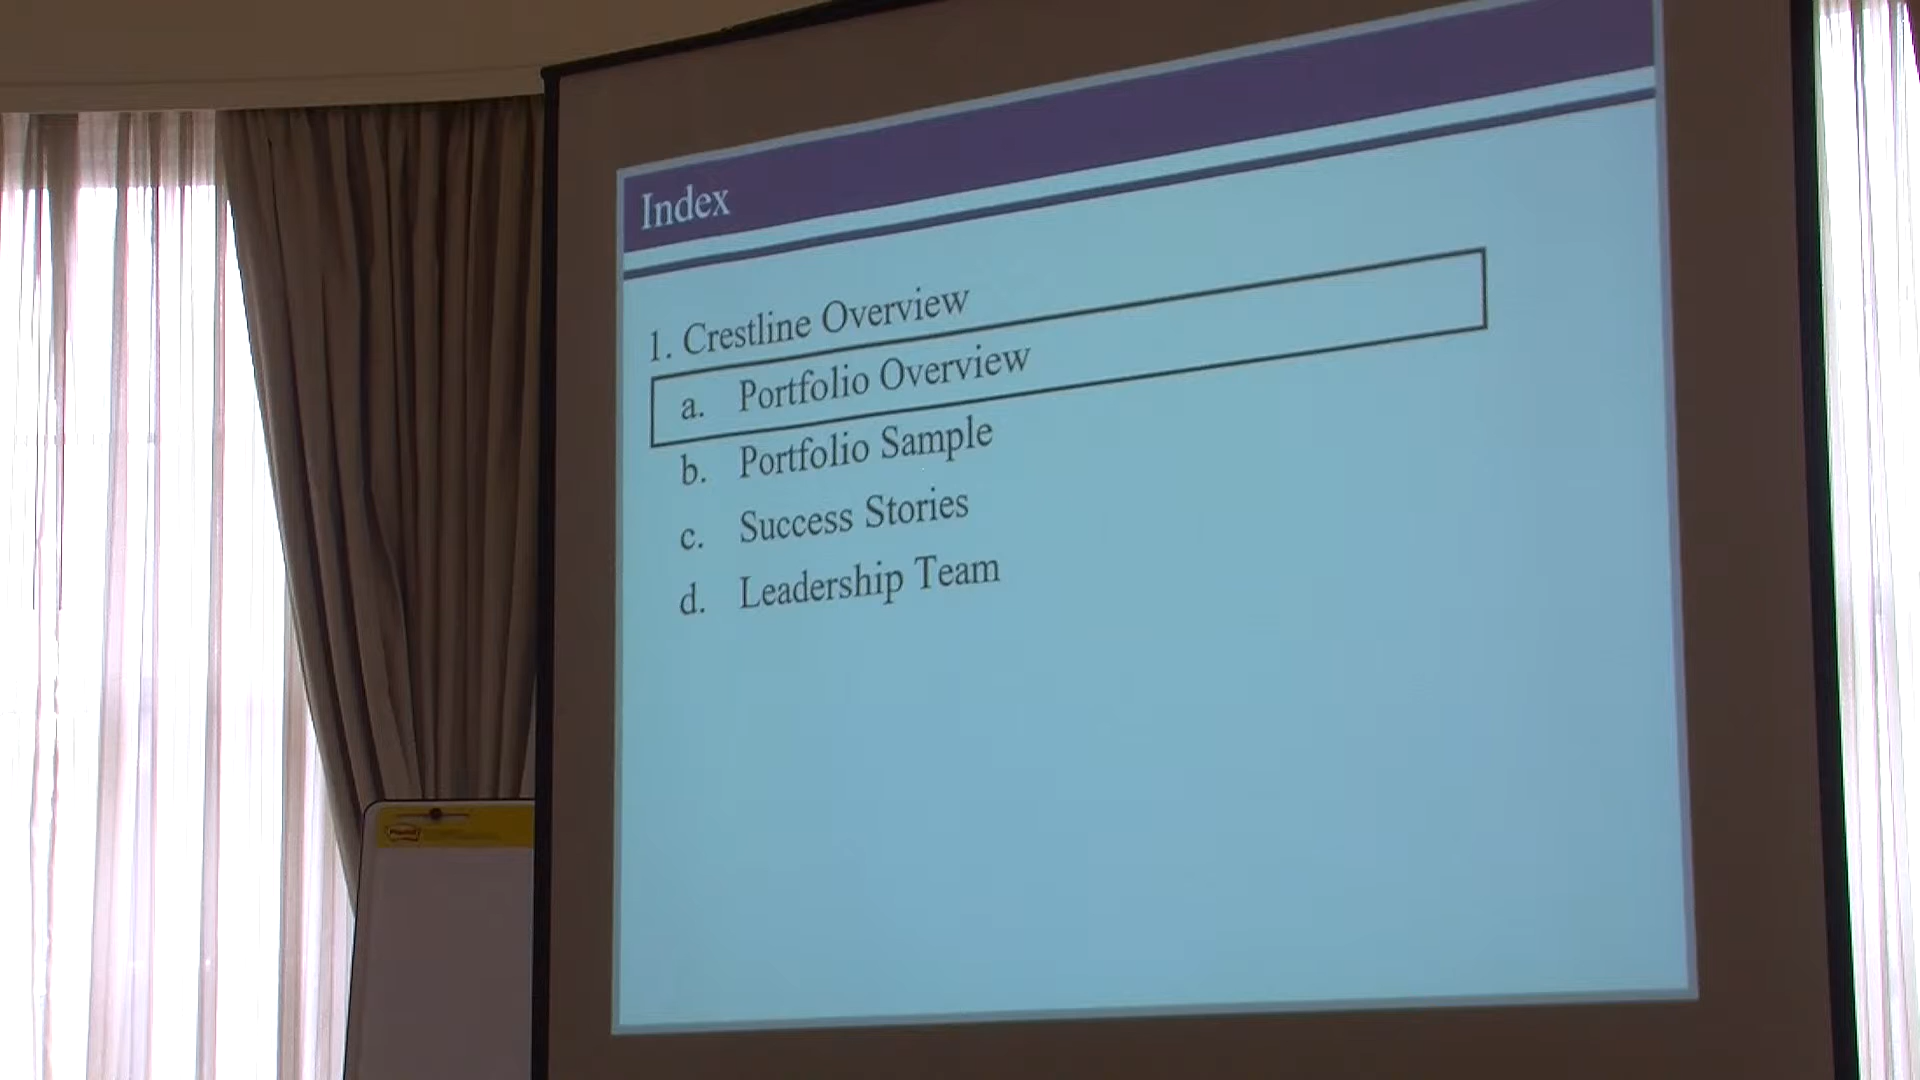 Index
1. Crestline Overview
a. Portfolio Overview
b. Portfolio Sample
c. Success Stories
d. Leadership Team